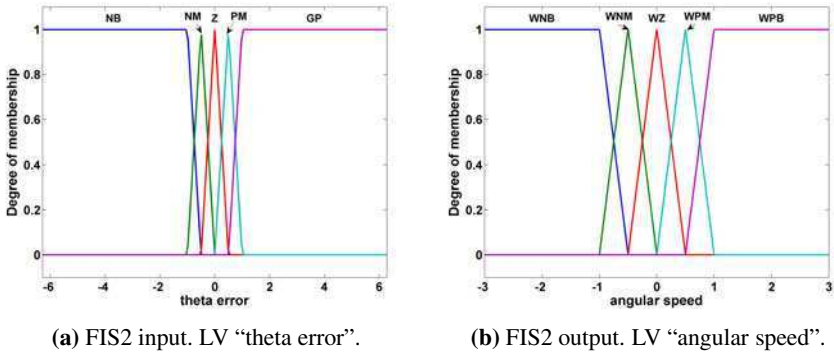 NB NM Z PM GP
1
0.8
0.6
0.4
0.2
0
Degree of membership
-6 -4 -2 0 2 4 6
theta error
(a) FIS2 input. LV “theta error”.
WNB WNM WZ WPM WPB
1
0.8
0.6
0.4
0.2
0
Degree of membership
-3 -2 -1 0 1 2 3
angular speed
(b) FIS2 output. LV “angular speed”.